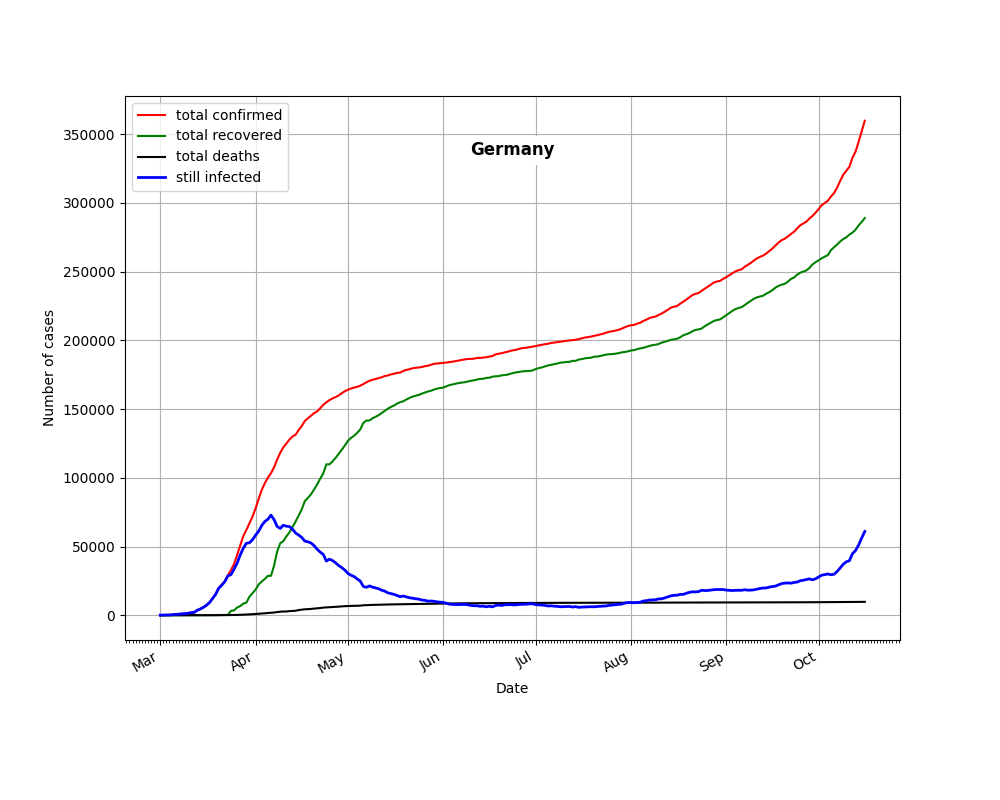 Germany
total confirmed
total recovered
total deaths
still infected
Number of cases
350000
300000
250000
200000
150000
100000
50000
0
Mar Apr May Jun Jul Aug Sep Oct
Date